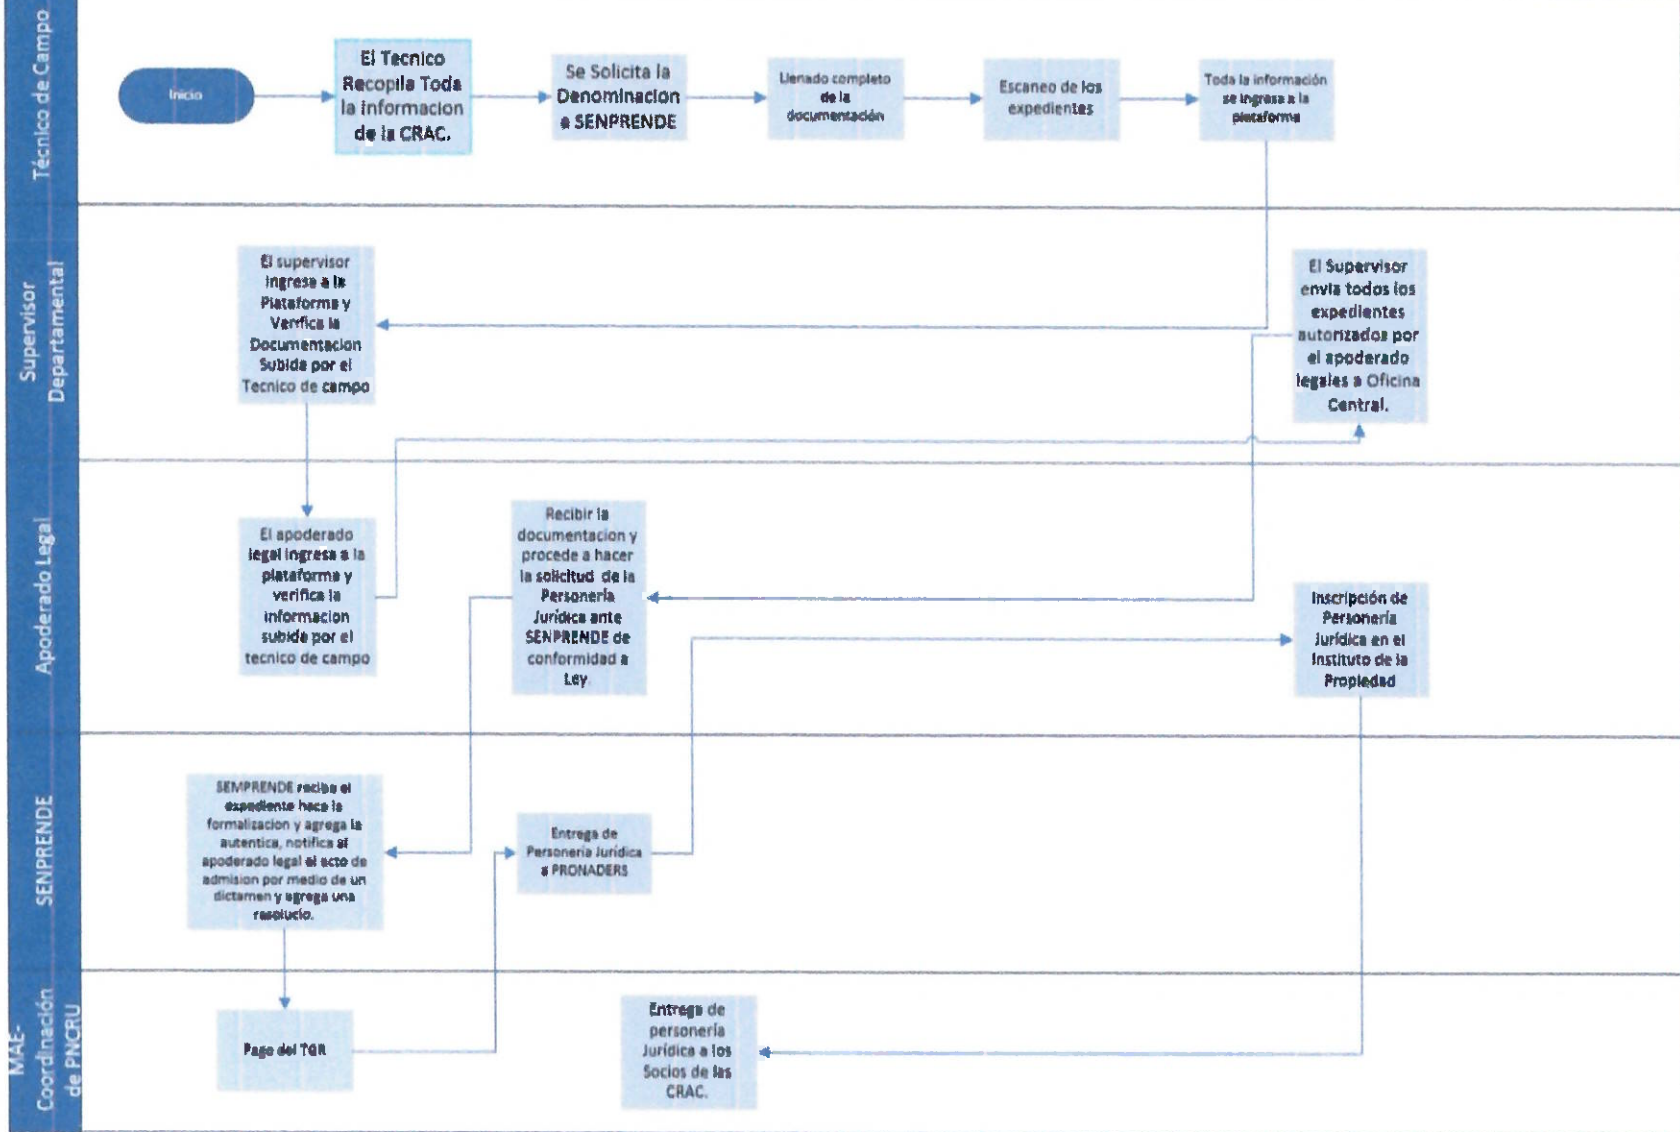 Técnico de Campo
Inicio
El Tecnico
Recopila Toda
la informacion
de la CRAC.
Se Solicita la
Denominacion
a SENPRENDE
Llenado completo
de la
documentación
Escaneo de los
expedientes
Toda la información
se ingresa a la
plataforma
Supervisor
Departamental
El supervisor
Ingresa a la
Plataforma y
Verifica la
Documentacion
Subida por el
Tecnico de campo
El Supervisor
envia todos los
expedientes
autorizados por
el apoderado
legales a Oficina
Central.
Apoderado Legal
El apoderado
legal ingresa a la
plataforma y
verifica la
informacion
subida por el
tecnico de campo
Recibir la
documentacion y
procede a hacer
la solicitud de la
Personería
Jurídica ante
SENPRENDE de
conformidad a
Ley.
Inscripción de
Personería
Jurídica en el
Instituto de la
Propiedad
SENPRENDE
SEMPRENDE recibe el
expediente hace la
formalizacion y agrega la
autentica, notifica al
apoderado legal el acto de
admision por medio de un
dictamen y agrega una
resolucio.
Entrega de
Personería Jurídica
a PRONADERS
MAE-
Coordinación
de PNCRU
Pago del TGR
Entrega de
personería
Jurídica a los
Socios de las
CRAC.